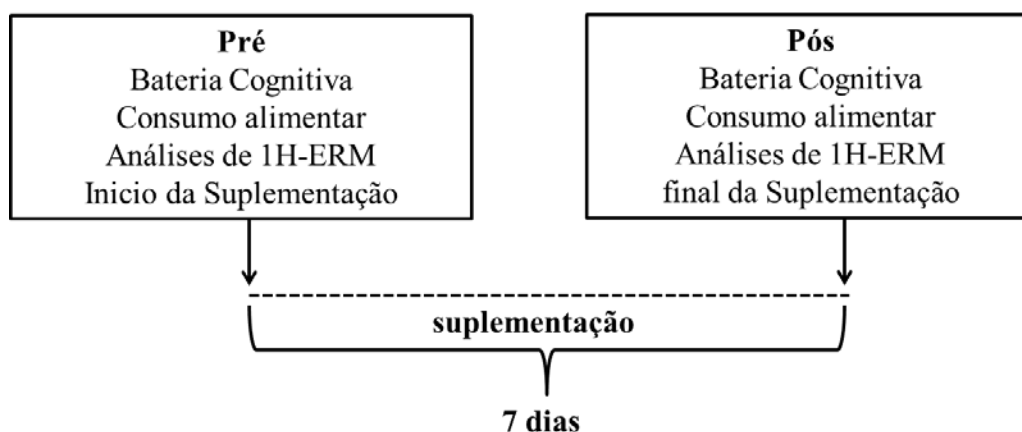 Pré
Bateria Cognitiva
Consumo alimentar
Análises de 1H-ERM
Inicio da Suplementação
Pós
Bateria Cognitiva
Consumo alimentar
Análises de 1H-ERM
final da Suplementação
suplementação
7 dias